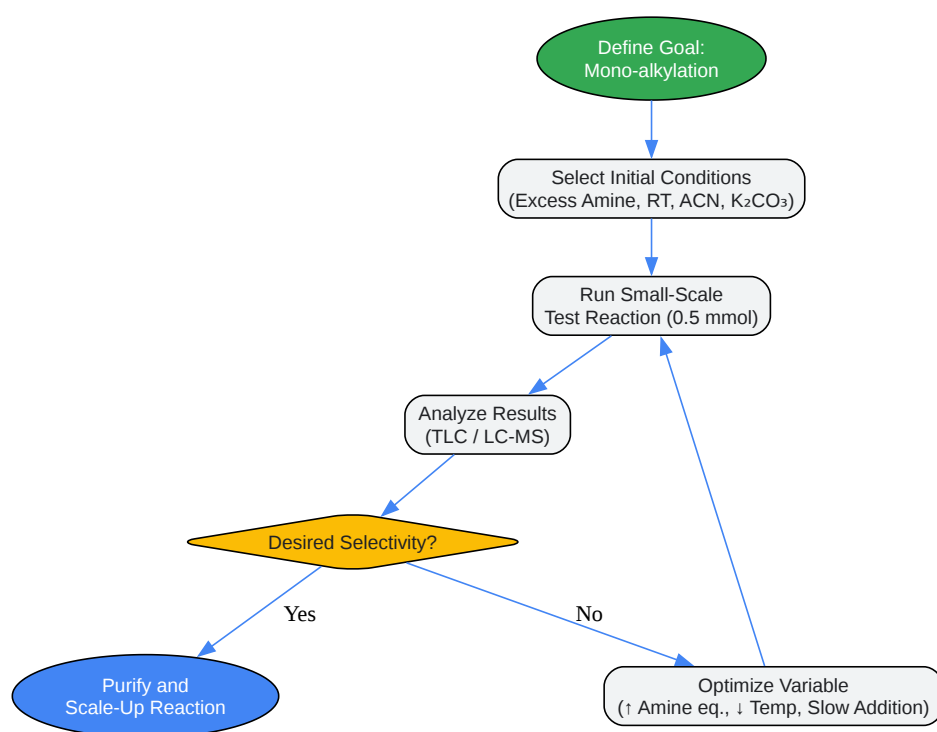 Define Goal:
Mono-alkylation
Select Initial Conditions
(Excess Amine, RT, ACN, K₂CO₃)
Run Small-Scale
Test Reaction (0.5 mmol)
Analyze Results
(TLC / LC-MS)
Desired Selectivity?
Yes
No
Purify and
Scale-Up Reaction
Optimize Variable
(↑ Amine eq., ↓ Temp, Slow Addition)